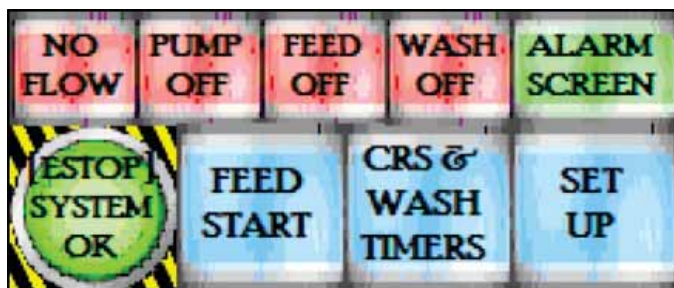 NO
FLOW
PUMP
OFF
FEED
OFF
WASH
OFF
ALARM
SCREEN
[ESTOP]
SYSTEM
OK
FEED
START
CRS &
WASH
TIMERS
SET
UP